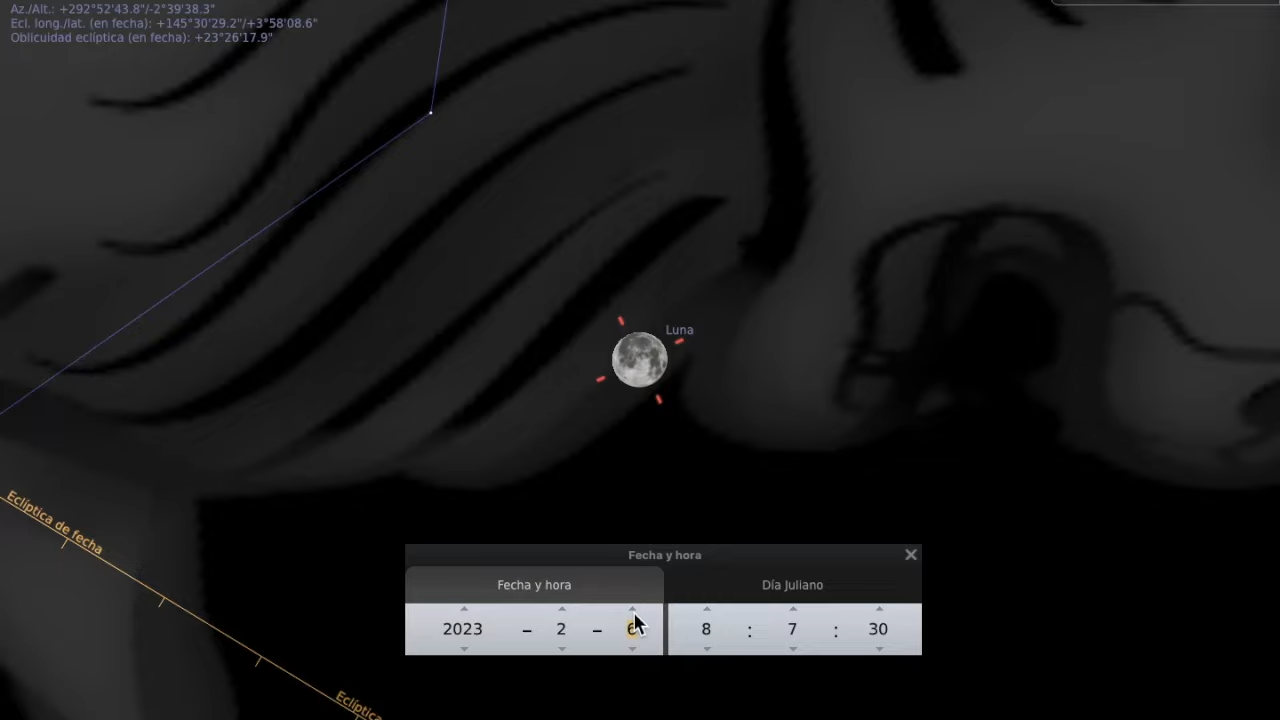 Az./Alt.: +292°52'43.8"/-2°39'38.3"
Ecl. long./lat. (en fecha): +145°30'29.2"/+3°58'08.6"
Oblicuidad eclíptica (en fecha): +23°26'17.9"
Luna
Eclíptica de fecha
Eclíptica
Fecha y hora
Fecha y hora
Día Juliano
2023 – 2 – 6 8 : 7 : 30